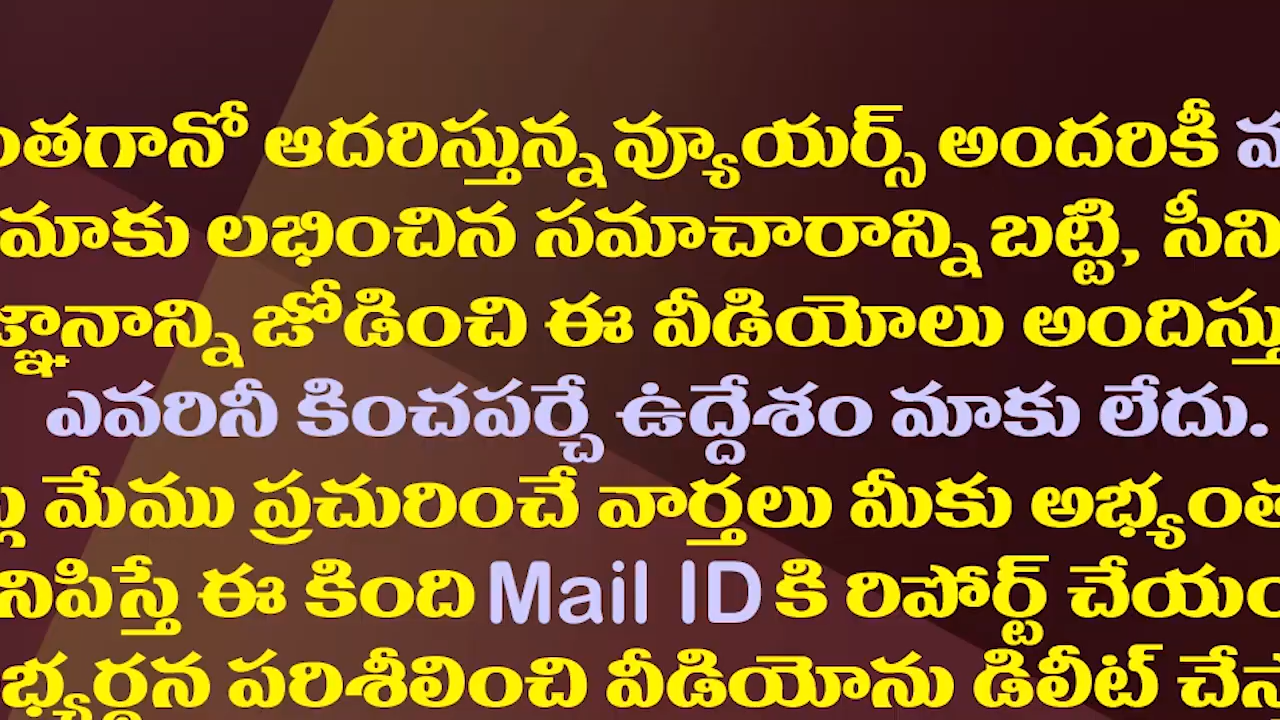 ంతగానో ఆదరిస్తున్న వ్యూయర్స్ అందరికీ
మాకు లభించిన సమాచారాన్ని బట్టి, సీని
జ్ఞానాన్ని జోడించి ఈ వీడియోలు అందిస్తు
ఎవరినీ కించపర్చే ఉద్దేశం మాకు లేదు.
మేము ప్రచురించే వార్తలు మీకు అభ్యంత
నిపిస్తే ఈ కింది Mail ID కి రిపోర్ట్ చేయం
భ్యర్థన పరిశీలించి వీడియోను డిలీట్ చేస